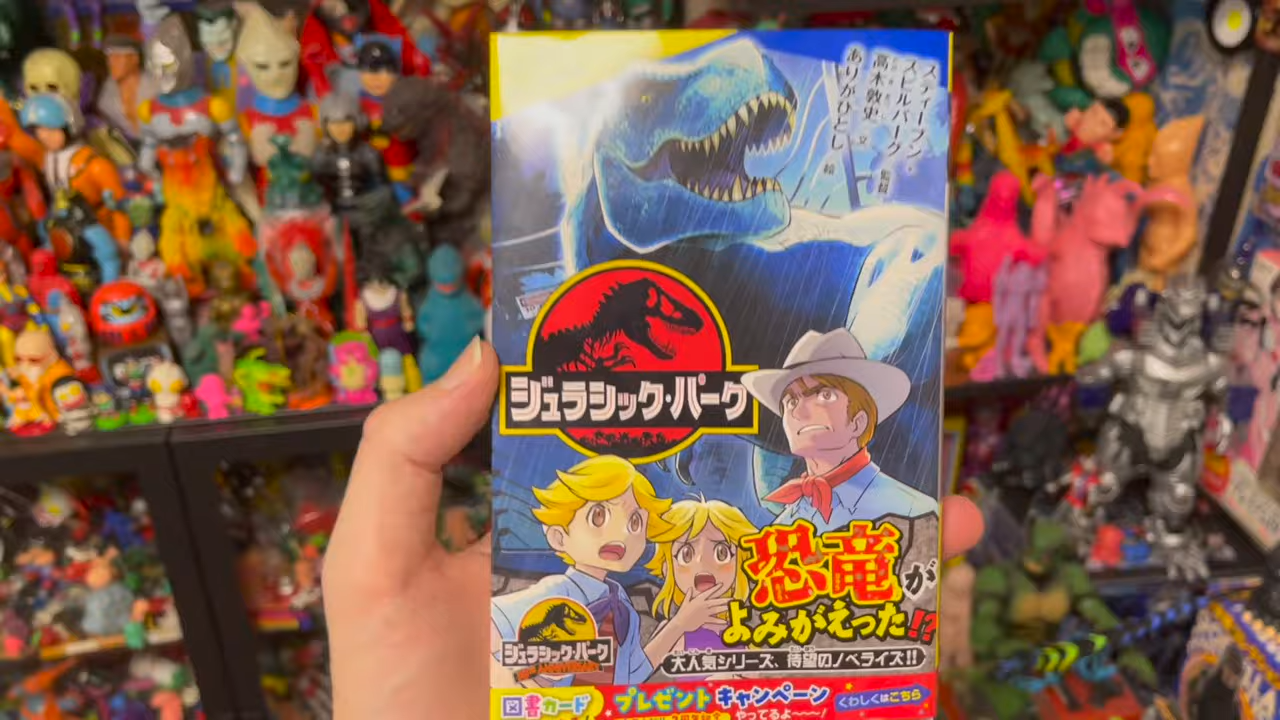 スティーブン・
スピルバーグ 監督
高木敦史 文
ありがひとし 絵
ジュラシック・パーク
恐竜が
よみがえった!?
大人気シリーズ、待望のノベライズ!!
ジュラシック・パーク
30th ANNIVERSARY
図書カード プレゼントキャンペーン くわしくはこちら
やってるよ~~~!